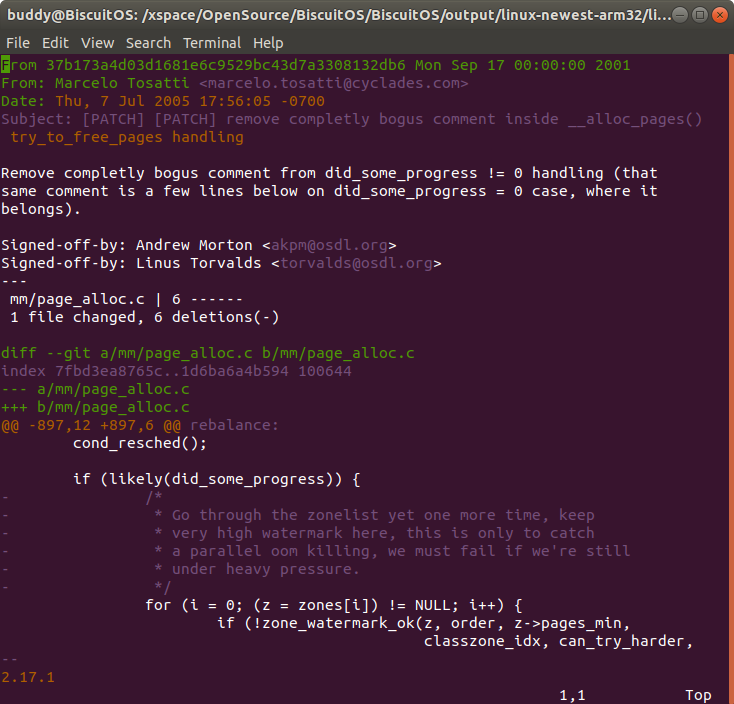 buddy@BiscuitOS: /xspace/OpenSource/BiscuitOS/BiscuitOS/output/linux-newest-arm32/li...
File Edit View Search Terminal Help
From 37b173a4d03d1681e6c9529bc43d7a3308132db6 Mon Sep 17 00:00:00 2001
From: Marcelo Tosatti <marcelo.tosatti@cyclades.com>
Date: Thu, 7 Jul 2005 17:56:05 -0700
Subject: [PATCH] [PATCH] remove completly bogus comment inside __alloc_pages()
 try_to_free_pages handling

Remove completly bogus comment from did_some_progress != 0 handling (that
same comment is a few lines below on did_some_progress = 0 case, where it
belongs).

Signed-off-by: Andrew Morton <akpm@osdl.org>
Signed-off-by: Linus Torvalds <torvalds@osdl.org>
---
 mm/page_alloc.c | 6 ------
 1 file changed, 6 deletions(-)

diff --git a/mm/page_alloc.c b/mm/page_alloc.c
index 7fbd3ea8765c..1d6ba6a4b594 100644
--- a/mm/page_alloc.c
+++ b/mm/page_alloc.c
@@ -897,12 +897,6 @@ rebalance:
        cond_resched();

        if (likely(did_some_progress)) {
-               /*
-                * Go through the zonelist yet one more time, keep
-                * very high watermark here, this is only to catch
-                * a parallel oom killing, we must fail if we're still
-                * under heavy pressure.
-                */
                for (i = 0; (z = zones[i]) != NULL; i++) {
                        if (!zone_watermark_ok(z, order, z->pages_min,
                                               classzone_idx, can_try_harder,
--
2.17.1
1,1 Top